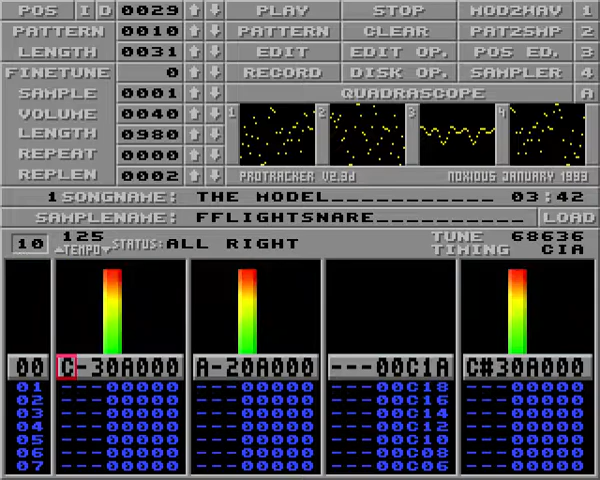 POS I D 0029 PLAY STOP MOD2WAV 1
PATTERN 0010 PATTERN CLEAR PAT2SMP 2
LENGTH 0031 EDIT EDIT OP. POS ED. 3
FINETUNE 0 RECORD DISK OP. SAMPLER 4
SAMPLE 0001 QUADRASCOPE A
VOLUME 0040 1 2 3 4
LENGTH 0980
REPEAT 0000
REPLEN 0002 PROTRACKER V2.3d NOXIOUS JANUARY 1993
1 SONGNAME: THE MODEL_____________ 03:42
SAMPLENAME: FFLIGHTSNARE___________ LOAD
10 125 TEMPO STATUS: ALL RIGHT TUNE 68636
TIMING CIA
00 C-30A000 A-20A000 ---00C1A C#30A000
01 ---00000 ---00000 ---00C18 ---00000
02 ---00000 ---00000 ---00C16 ---00000
03 ---00000 ---00000 ---00C14 ---00000
04 ---00000 ---00000 ---00C12 ---00000
05 ---00000 ---00000 ---00C10 ---00000
06 ---00000 ---00000 ---00C08 ---00000
07 ---00000 ---00000 ---00C06 ---00000